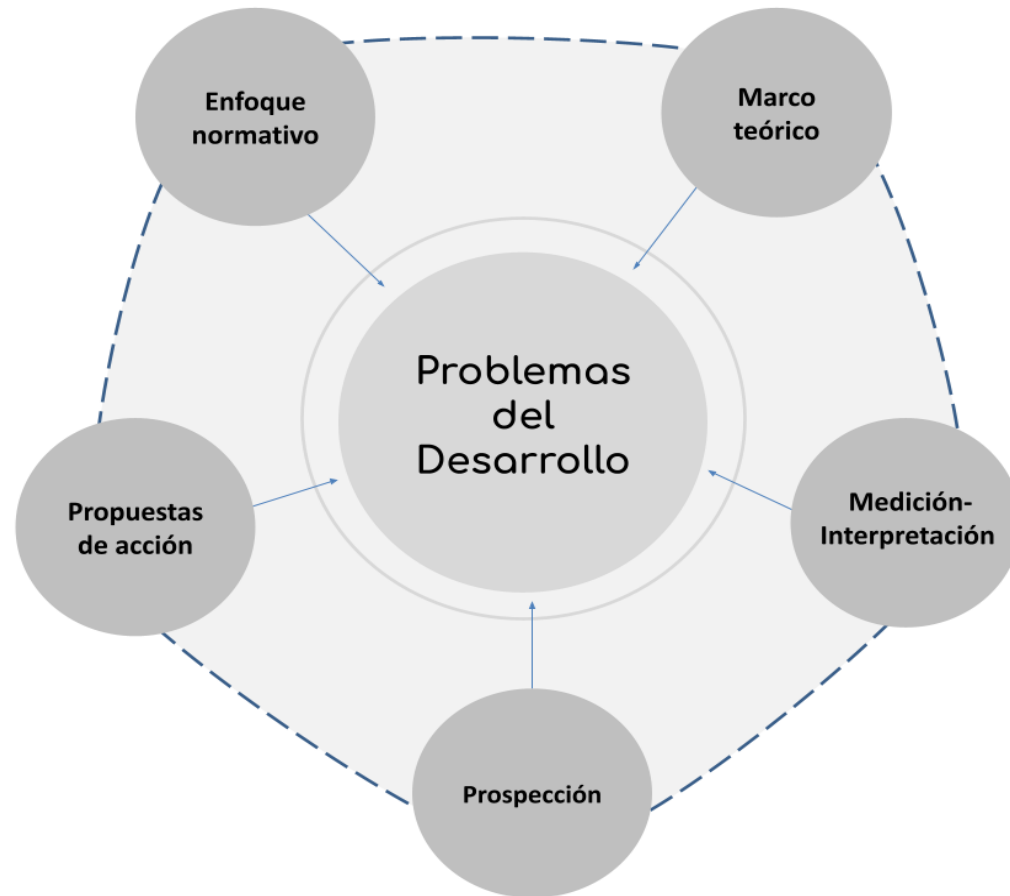 Enfoque
normativo
Marco
teórico
Problemas
del
Desarrollo
Propuestas
de acción
Medición-
Interpretación
Prospección